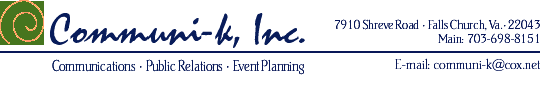 Communi-k, Inc.
7910 Shreve Road · Falls Church, Va. · 22043
Main: 703-698-8151
Communications · Public Relations · Event Planning
E-mail: communi-k@cox.net